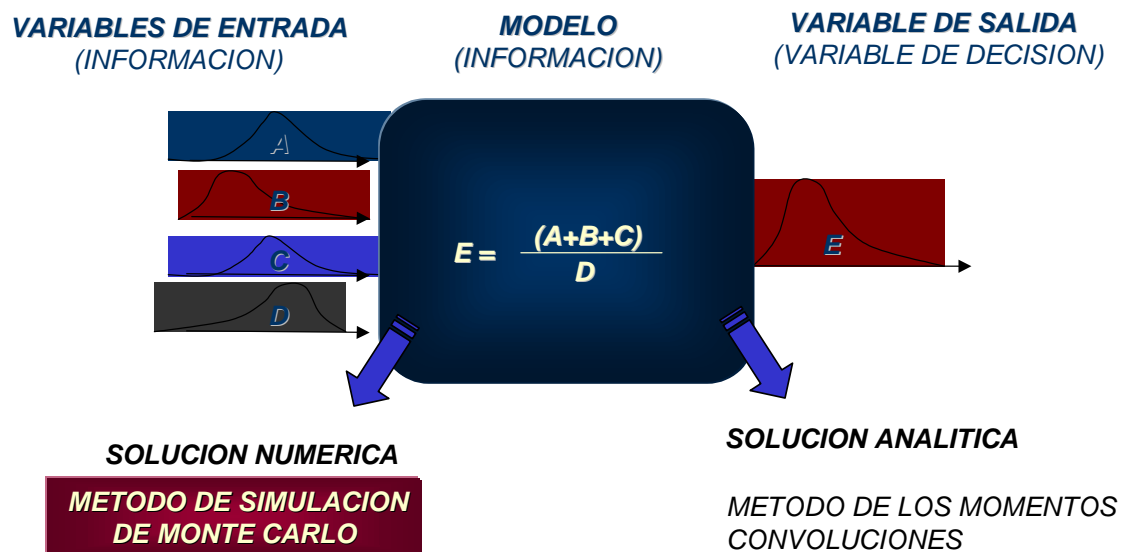 VARIABLES DE ENTRADA
(INFORMACION)
MODELO
(INFORMACION)
VARIABLE DE SALIDA
(VARIABLE DE DECISION)
A
B
C
D
E = (A+B+C)
D
E
SOLUCION NUMERICA
METODO DE SIMULACION
DE MONTE CARLO
SOLUCION ANALITICA
METODO DE LOS MOMENTOS
CONVOLUCIONES